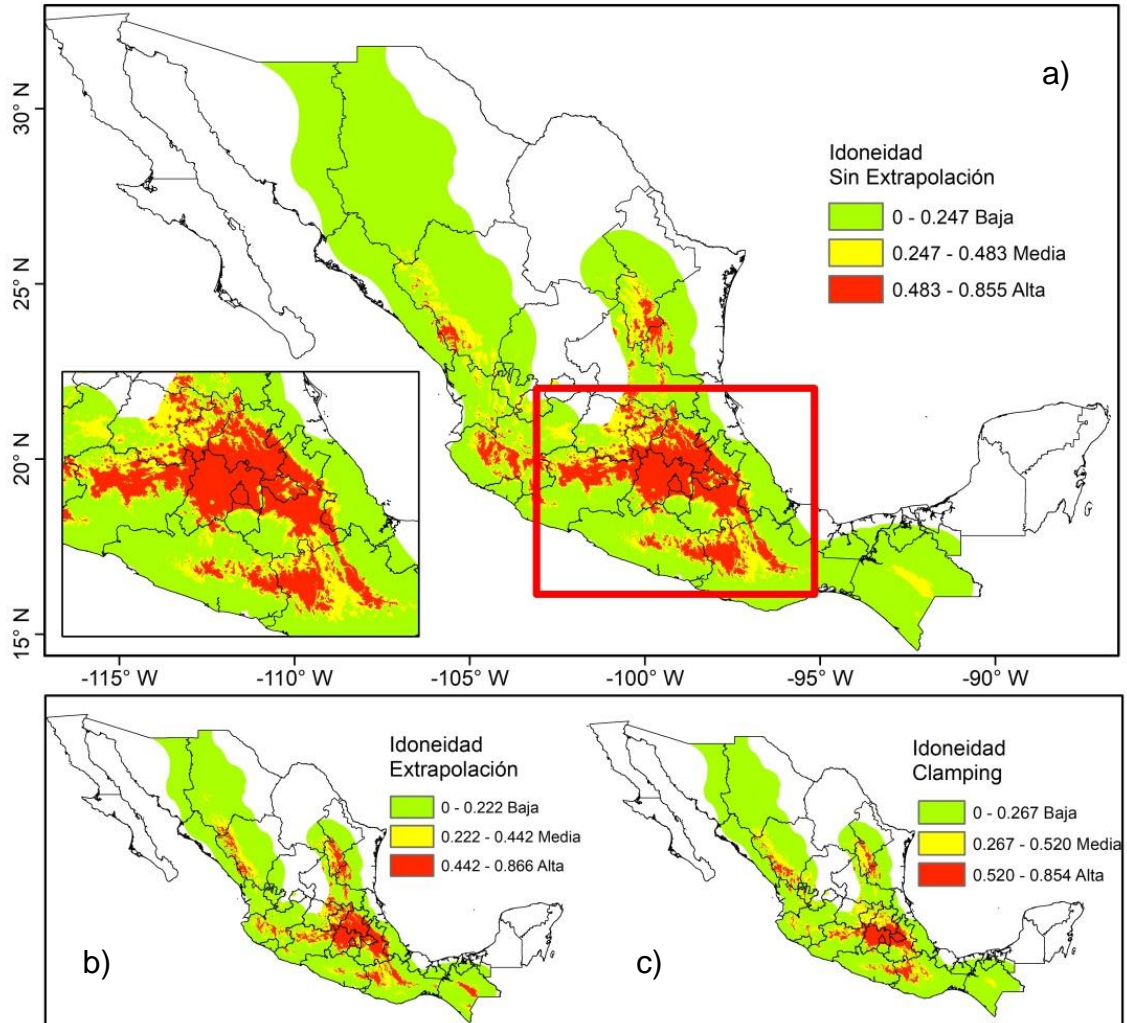 a)
30° N
25° N
20° N
15° N
Idoneidad
Sin Extrapolación
0 - 0.247 Baja
0.247 - 0.483 Media
0.483 - 0.855 Alta
-115° W
-110° W
-105° W
-100° W
-95° W
-90° W
Idoneidad
Extrapolación
0 - 0.222 Baja
0.222 - 0.442 Media
0.442 - 0.866 Alta
b)
Idoneidad
Clamping
0 - 0.267 Baja
0.267 - 0.520 Media
0.520 - 0.854 Alta
c)